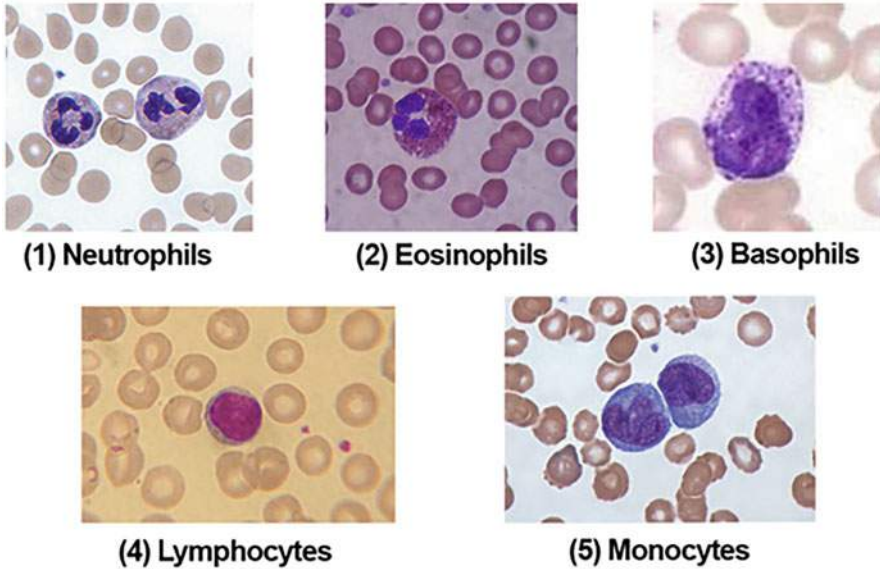 (1) Neutrophils
(2) Eosinophils
(3) Basophils
(4) Lymphocytes
(5) Monocytes